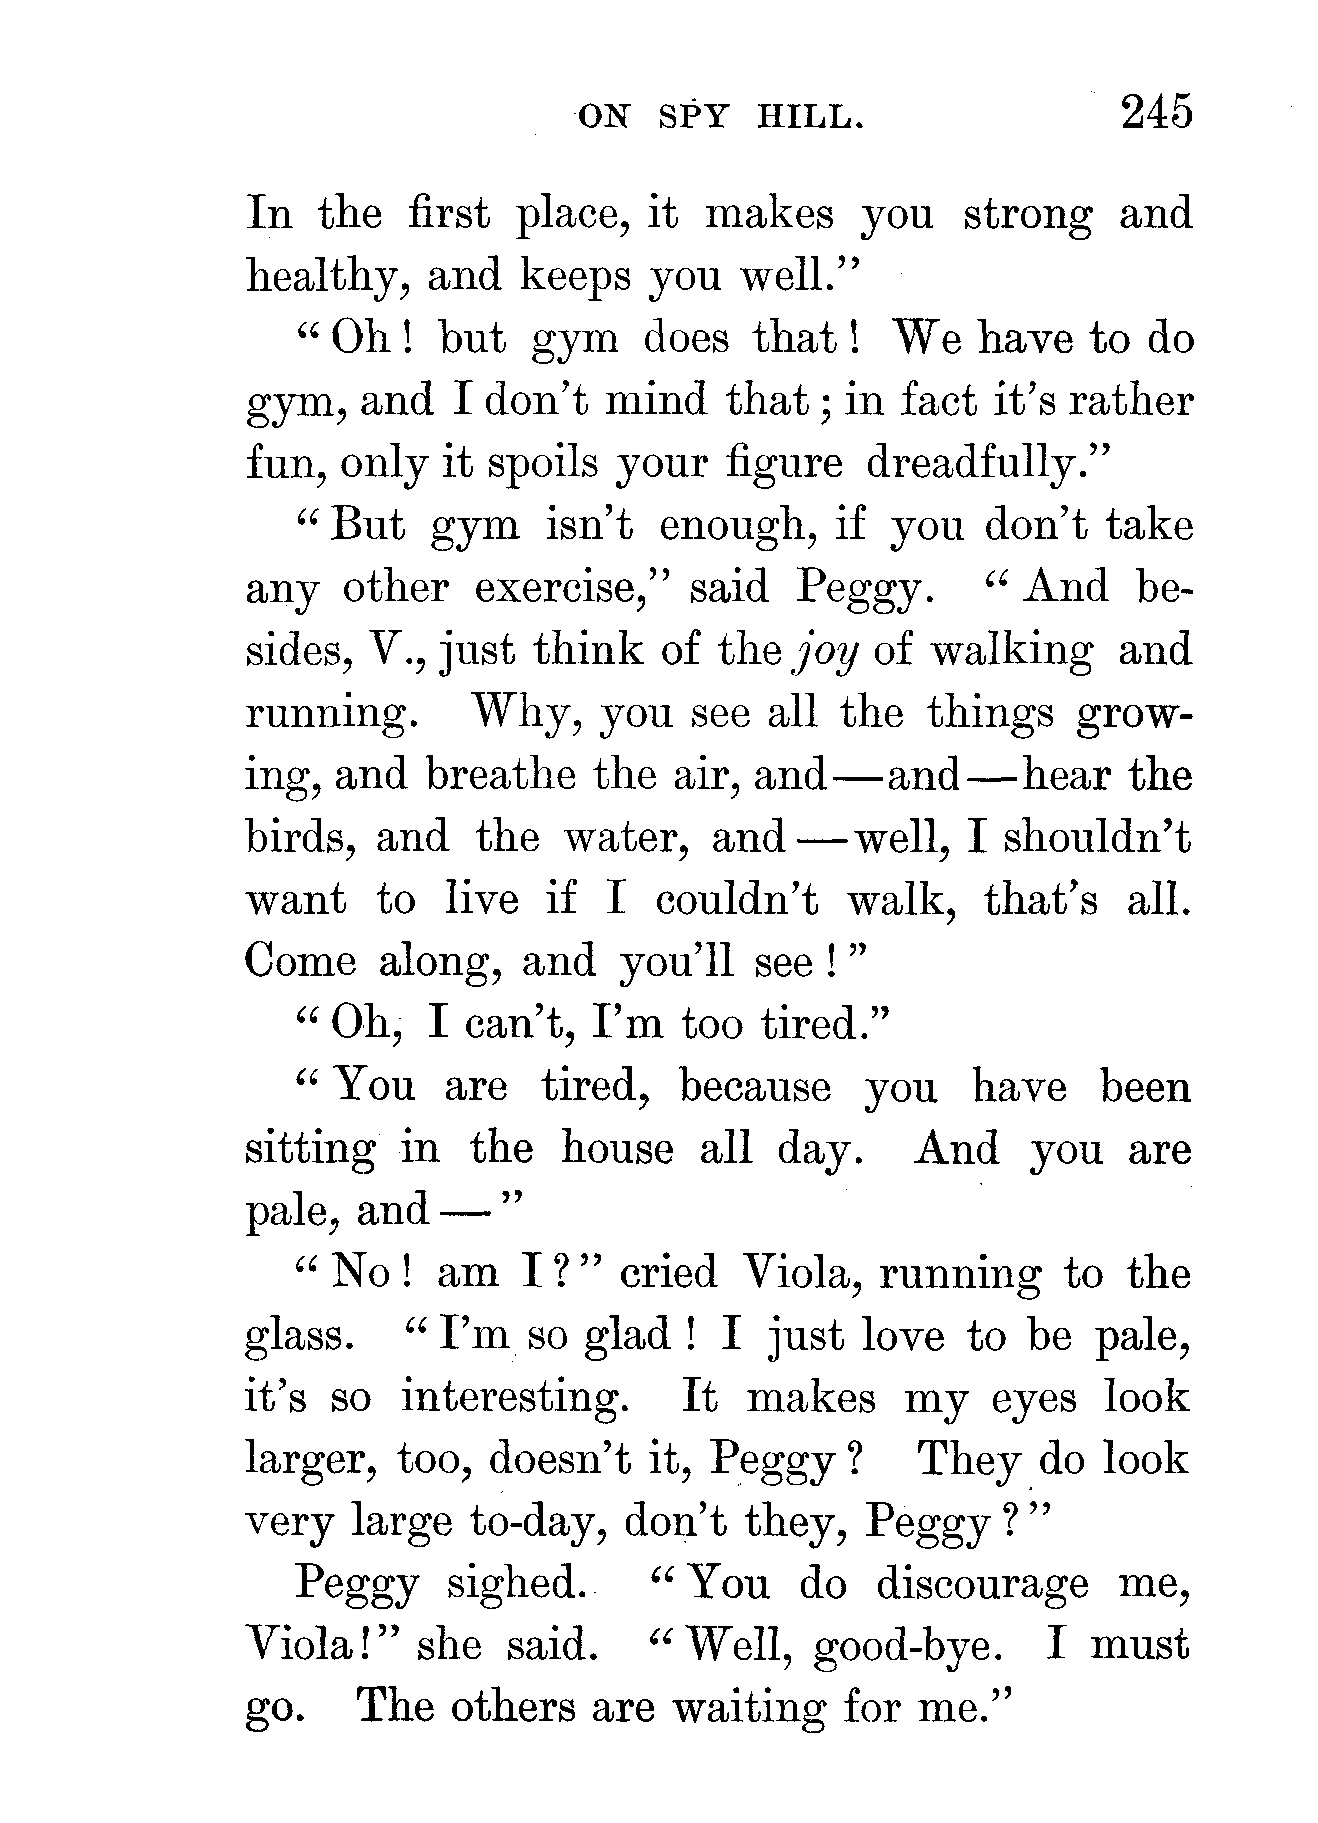 ON SPY HILL. 245
In the first place, it makes you strong and
healthy, and keeps you well."
"Oh! but gym does that! We have to do
gym, and I don't mind that; in fact it's rather
fun, only it spoils your figure dreadfully."
"But gym isn't enough, if you don't take
any other exercise," said Peggy. "And be-
sides, V., just think of the joy of walking and
running. Why, you see all the things grow-
ing, and breathe the air, and—and—hear the
birds, and the water, and—well, I shouldn't
want to live if I couldn't walk, that's all.
Come along, and you'll see!"
"Oh, I can't, I'm too tired."
"You are tired, because you have been
sitting in the house all day. And you are
pale, and—"
"No! am I?" cried Viola, running to the
glass. "I'm so glad! I just love to be pale,
it's so interesting. It makes my eyes look
larger, too, doesn't it, Peggy? They do look
very large to-day, don't they, Peggy?"
Peggy sighed. "You do discourage me,
Viola!" she said. "Well, good-bye. I must
go. The others are waiting for me."